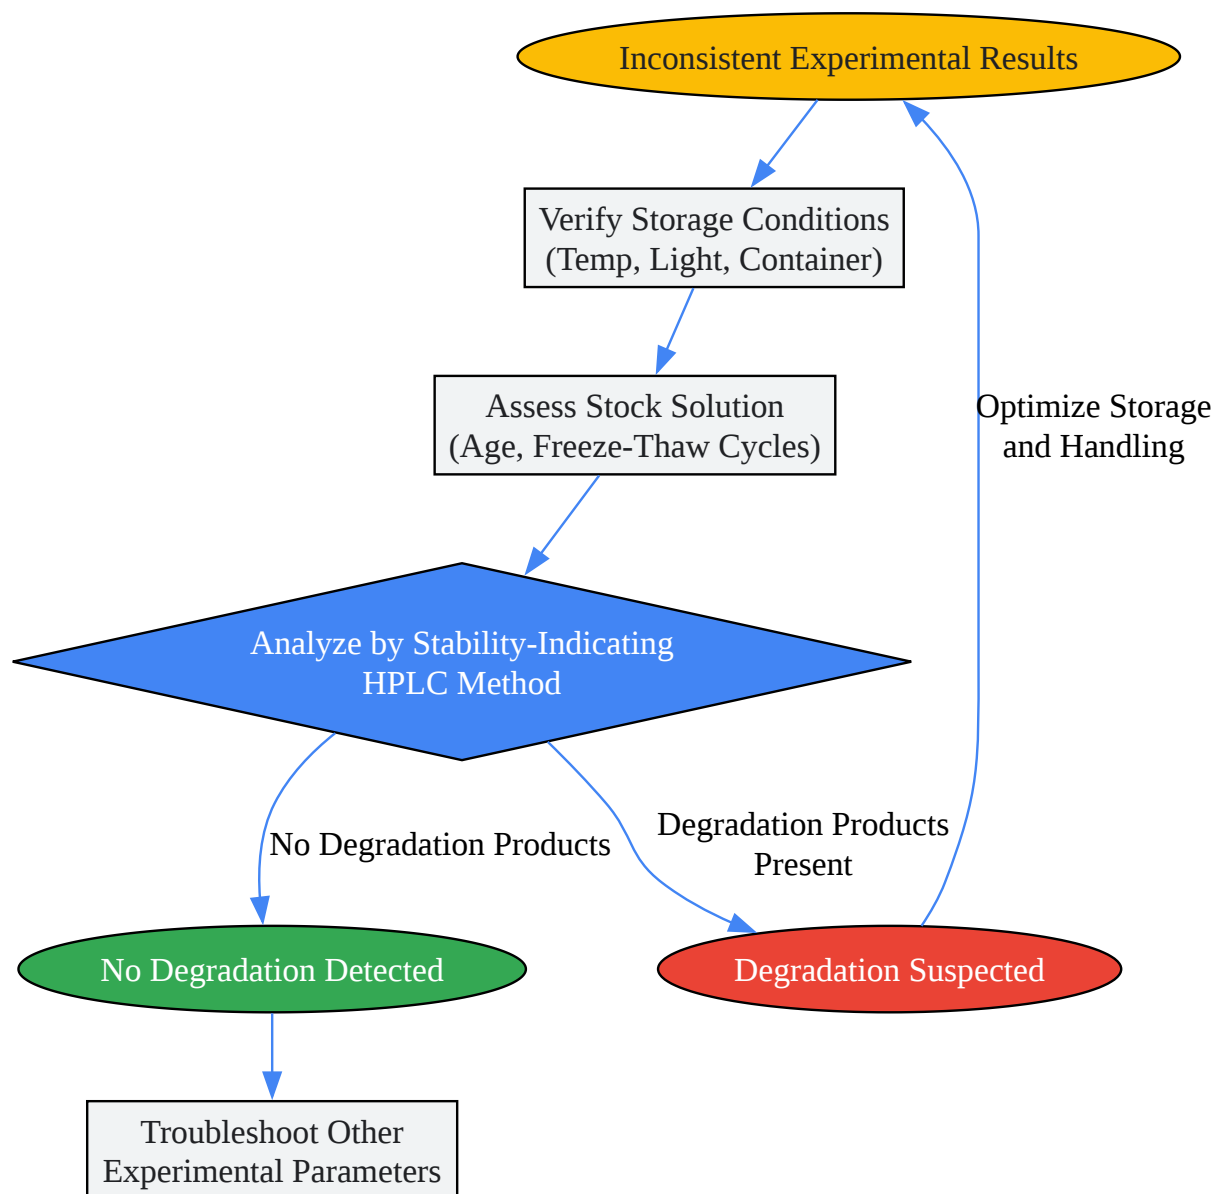 Inconsistent Experimental Results
Verify Storage Conditions
(Temp, Light, Container)
Assess Stock Solution
(Age, Freeze-Thaw Cycles)
Optimize Storage
and Handling
Analyze by Stability-Indicating
HPLC Method
No Degradation Products
Degradation Products
Present
No Degradation Detected
Degradation Suspected
Troubleshoot Other
Experimental Parameters